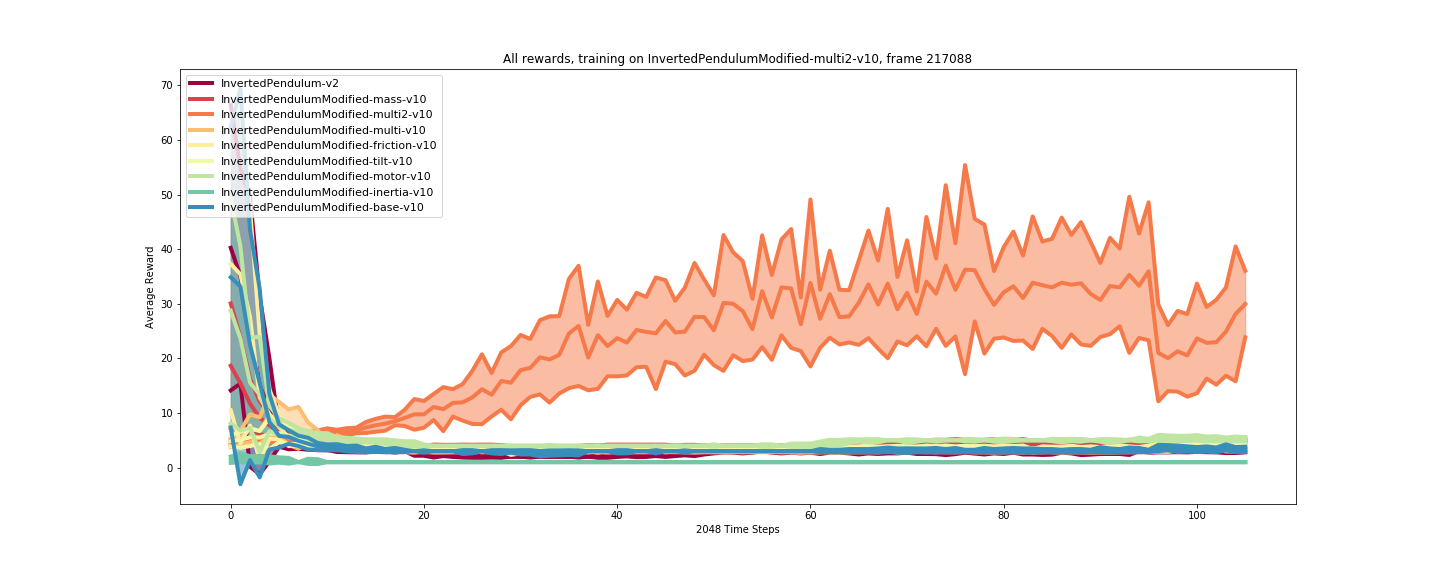 All rewards, training on InvertedPendulumModified-multi2-v10, frame 217088
70
60
50
40
30
20
10
0
Average Reward
InvertedPendulum-v2
InvertedPendulumModified-mass-v10
InvertedPendulumModified-multi2-v10
InvertedPendulumModified-multi-v10
InvertedPendulumModified-friction-v10
InvertedPendulumModified-tilt-v10
InvertedPendulumModified-motor-v10
InvertedPendulumModified-inertia-v10
InvertedPendulumModified-base-v10
0 20 40 60 80 100
2048 Time Steps